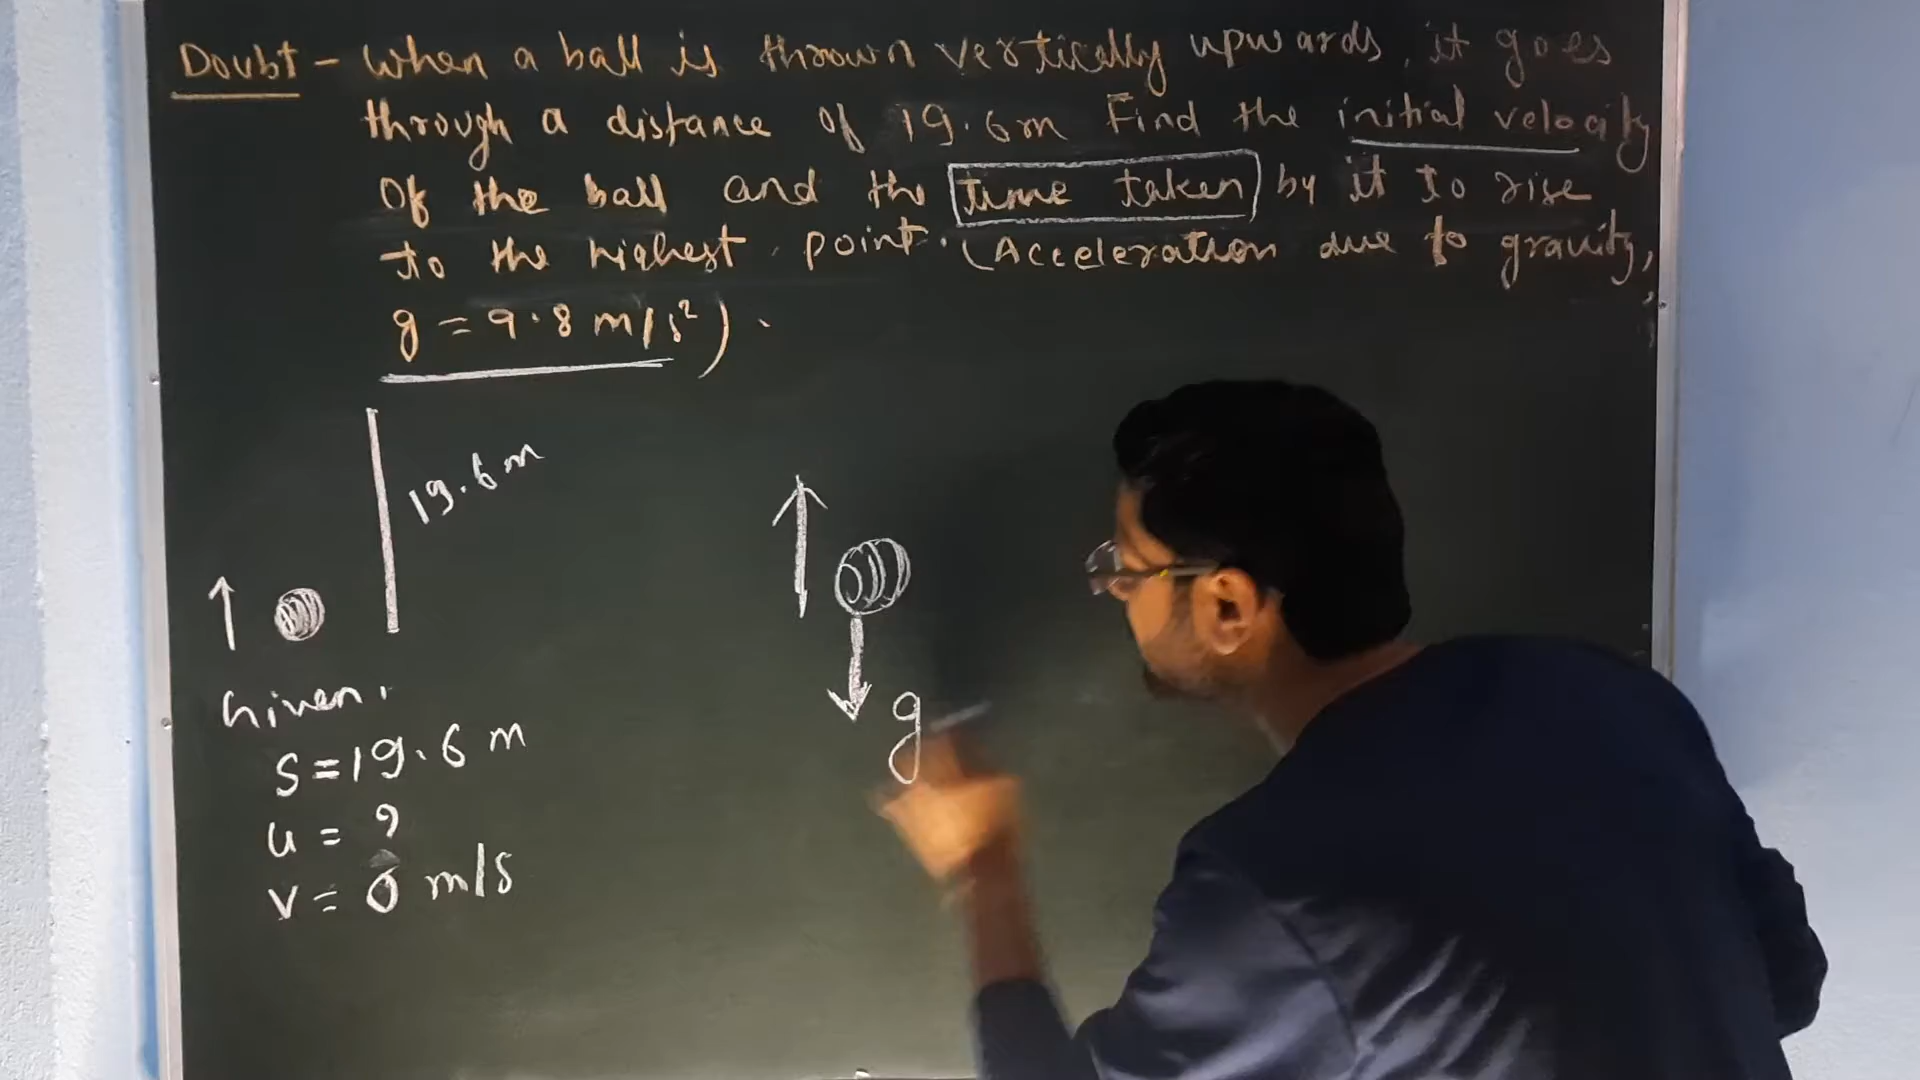 Doubt - When a ball is thrown vertically upwards, it goes
through a distance of 19.6m Find the initial velocity
of the ball and the time taken by it to rise
to the highest point. (Acceleration due to gravity,
g = 9.8 m/s²).
19.6 m
g
Given,
S = 19.6 m
u = ?
v = 0 m/s